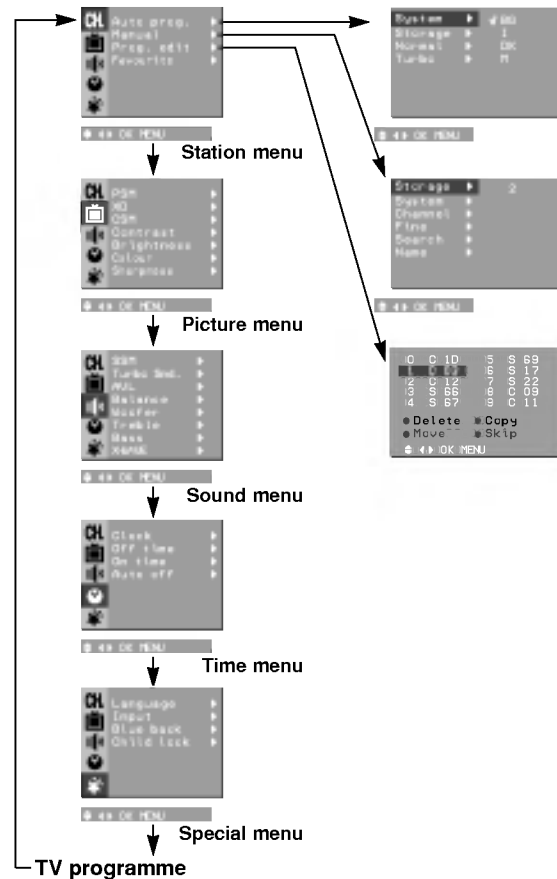 CH.
Auto prog.
Manual
Prog. edit
Favourite
OK MENU
Station menu
System BG
Storage I
Normal DK
Turbo M
OK MENU
CH.
PSM
CSM
Contrast
Brightness
Colour
Sharpness
OK MENU
Picture menu
Storage 2
System
Channel
Fine
Search
Name
OK MENU
CH.
SSM
Turbo Snd.
AVL
Balance
Woofer
Treble
Bass
OK MENU
Sound menu
0 C 10 5 S 69
6 S 17
2 C 12 7 S 22
3 S 66 8 C 09
4 S 67 9 C 11
Delete Copy
Move Skip
OK MENU
CH.
Clock
Off time
On time
Auto off
OK MENU
Time menu
CH.
Language
Input
Blue back
Child lock
OK MENU
Special menu
TV programme